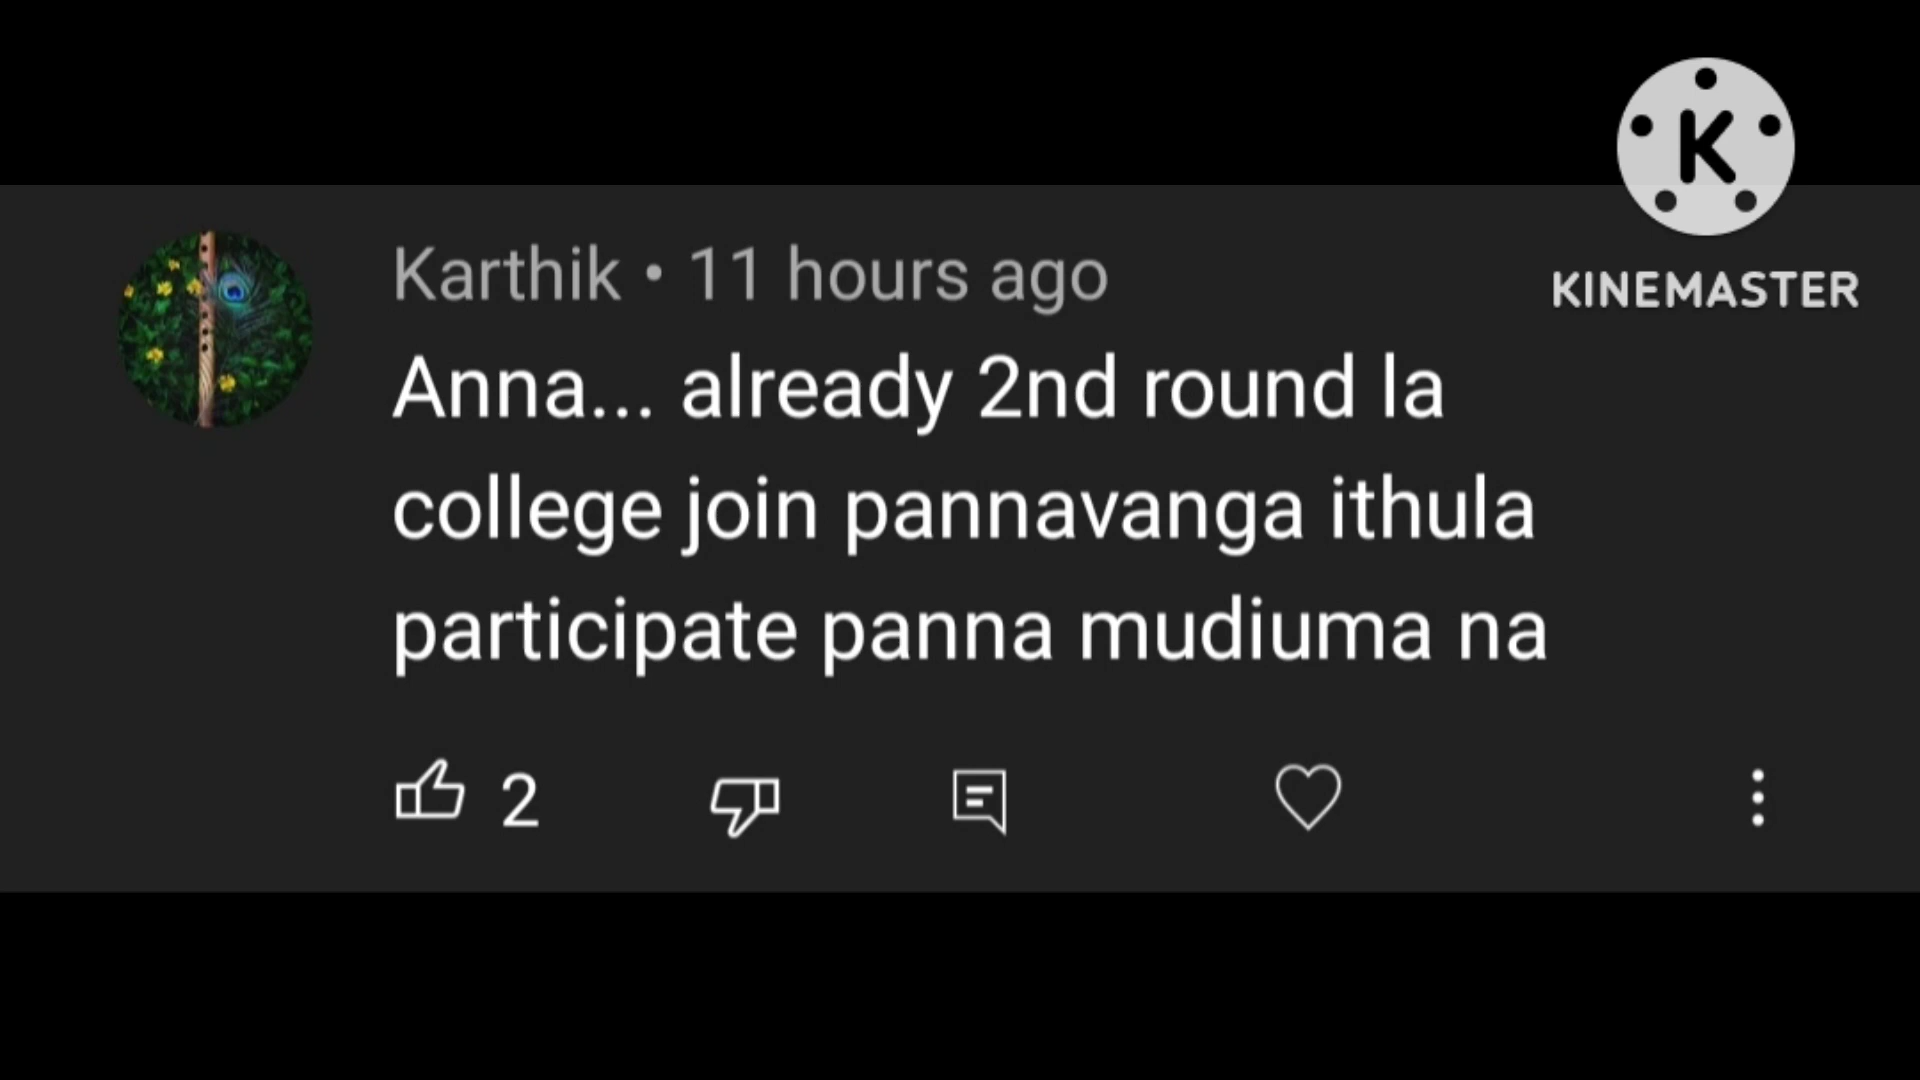 K
KINEMASTER
Karthik • 11 hours ago
Anna... already 2nd round la
college join pannavanga ithula
participate panna mudiuma na
2